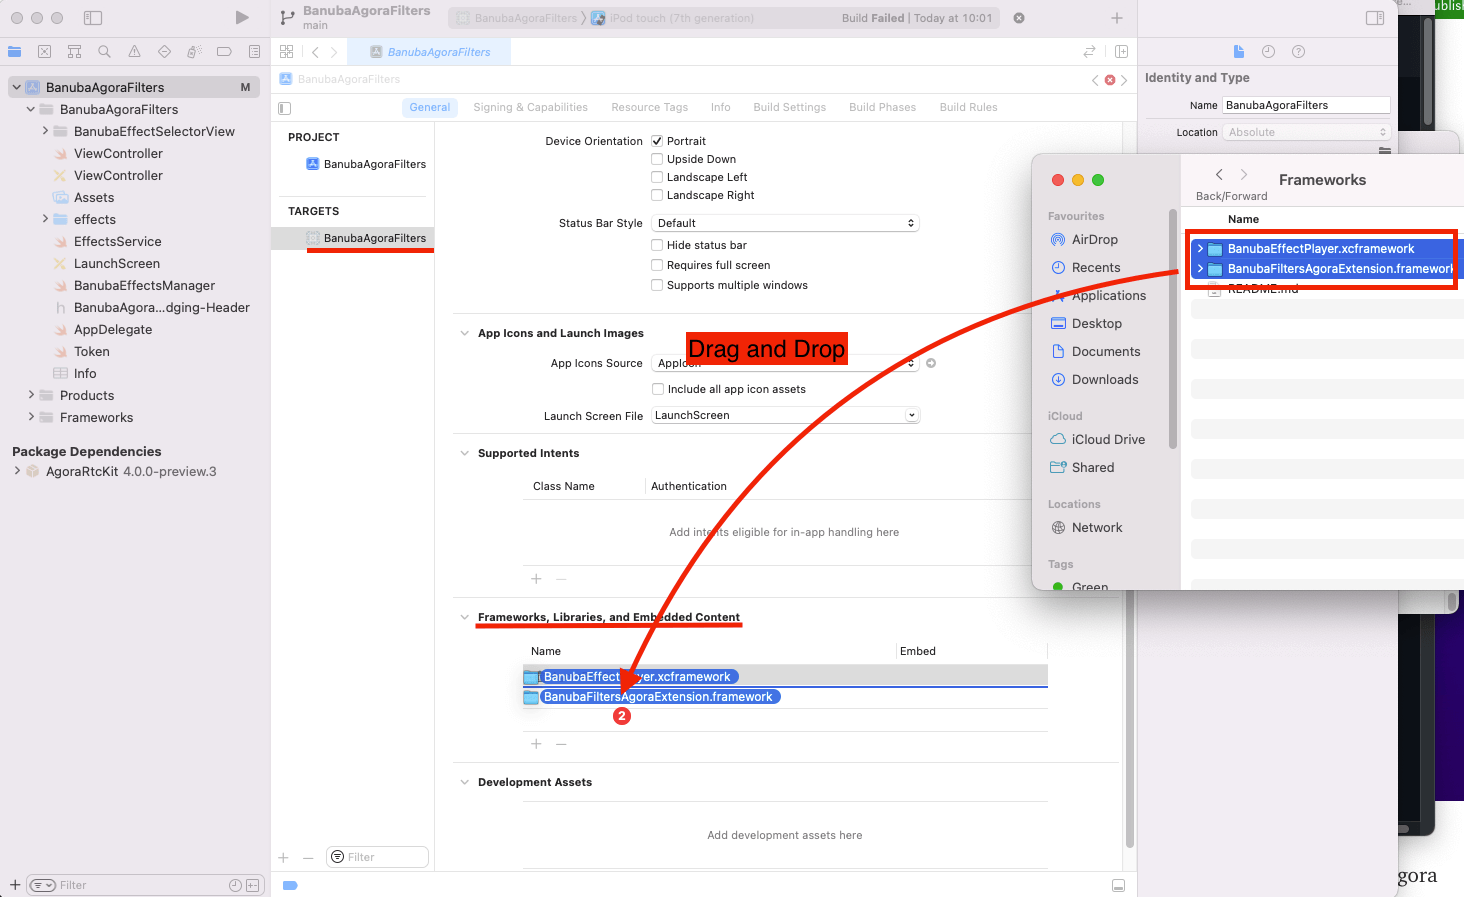 BanubaAgoraFilters
main
BanubaAgoraFilters
iPod touch (7th generation)
Build Failed | Today at 10:01
ublish
BanubaAgoraFilters
BanubaAgoraFilters
General
Signing & Capabilities
Resource Tags
Info
Build Settings
Build Phases
Build Rules
BanubaAgoraFilters
M
BanubaAgoraFilters
BanubaEffectSelectorView
ViewController
ViewController
Assets
effects
EffectsService
LaunchScreen
BanubaEffectsManager
BanubaAgora...dging-Header
AppDelegate
Token
Info
Products
Frameworks
Package Dependencies
AgoraRtcKit 4.0.0-preview.3
Filter
PROJECT
BanubaAgoraFilters
TARGETS
BanubaAgoraFilters
Filter
Device Orientation
Portrait
Upside Down
Landscape Left
Landscape Right
Status Bar Style
Default
Hide status bar
Requires full screen
Supports multiple windows
App Icons and Launch Images
App Icons Source
AppIcon
Drag and Drop
Include all app icon assets
Launch Screen File
LaunchScreen
Supported Intents
Class Name
Authentication
Add intents eligible for in-app handling here
Frameworks, Libraries, and Embedded Content
Name
Embed
BanubaEffectPlayer.xcframework
BanubaFiltersAgoraExtension.framework
2
Development Assets
Add development assets here
Identity and Type
Name
BanubaAgoraFilters
Location
Absolute
Back/Forward
Frameworks
Favourites
AirDrop
Recents
Applications
Desktop
Documents
Downloads
iCloud
iCloud Drive
Shared
Locations
Network
Tags
Green
Name
BanubaEffectPlayer.xcframework
BanubaFiltersAgoraExtension.framework
README.md
gora